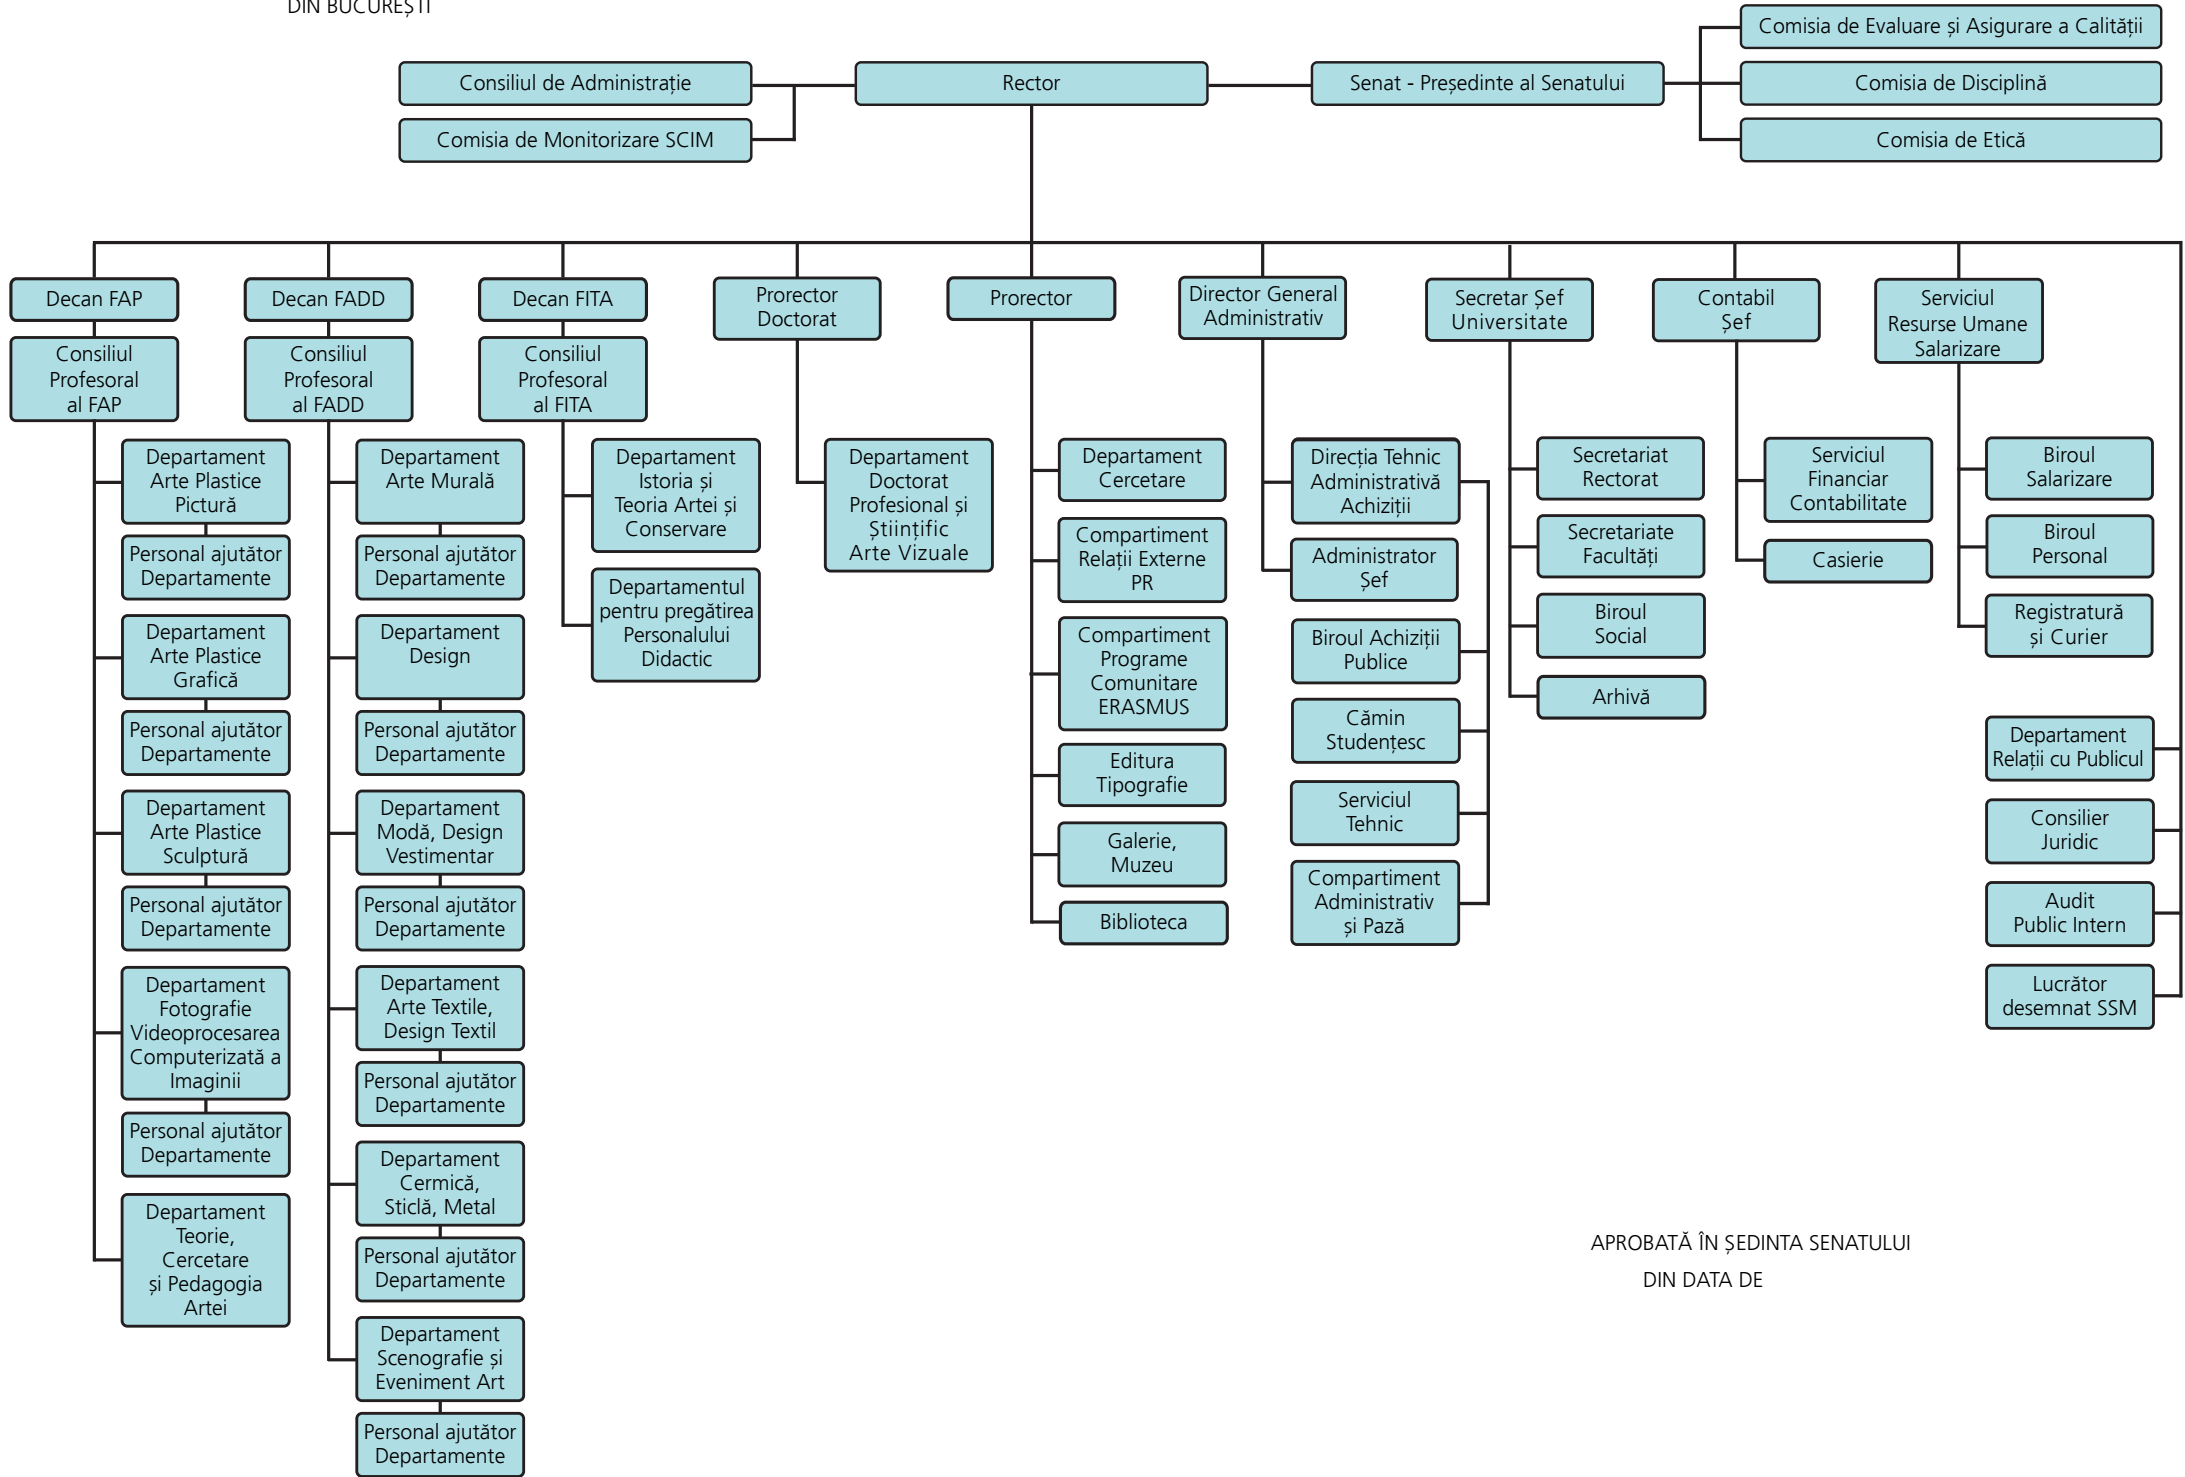 DIN BUCUREȘTI
Comisia de Evaluare și Asigurare a Calității
Consiliul de Administrație
Rector
Senat - Președinte al Senatului
Comisia de Disciplină
Comisia de Monitorizare SCIM
Comisia de Etică
Decan FAP
Consiliul
Profesoral
al FAP
Departament
Arte Plastice
Pictură
Personal ajutător
Departamente
Departament
Arte Plastice
Grafică
Personal ajutător
Departamente
Departament
Arte Plastice
Sculptură
Personal ajutător
Departamente
Departament
Fotografie
Videoprocesarea
Computerizată a
Imaginii
Personal ajutător
Departamente
Departament
Teorie,
Cercetare
și Pedagogia
Artei
Decan FADD
Consiliul
Profesoral
al FADD
Departament
Arte Murală
Personal ajutător
Departamente
Departament
Design
Personal ajutător
Departamente
Departament
Modă, Design
Vestimentar
Personal ajutător
Departamente
Departament
Arte Textile,
Design Textil
Personal ajutător
Departamente
Departament
Cermică,
Sticlă, Metal
Personal ajutător
Departamente
Departament
Scenografie și
Eveniment Art
Personal ajutător
Departamente
Decan FITA
Consiliul
Profesoral
al FITA
Departament
Istoria și
Teoria Artei și
Conservare
Departamentul
pentru pregătirea
Personalului
Didactic
Prorector
Doctorat
Departament
Doctorat
Profesional și
Științific
Arte Vizuale
Prorector
Departament
Cercetare
Compartiment
Relații Externe
PR
Compartiment
Programe
Comunitare
ERASMUS
Editura
Tipografie
Galerie,
Muzeu
Biblioteca
Director General
Administrativ
Direcția Tehnic
Administrativă
Achiziții
Administrator
Șef
Biroul Achiziții
Publice
Cămin
Studențesc
Serviciul
Tehnic
Compartiment
Administrativ
și Pază
Secretar Șef
Universitate
Secretariat
Rectorat
Secretariate
Facultăți
Biroul
Social
Arhivă
Contabil
Șef
Serviciul
Financiar
Contabilitate
Casierie
Serviciul
Resurse Umane
Salarizare
Biroul
Salarizare
Biroul
Personal
Registratură
și Curier
Departament
Relații cu Publicul
Consilier
Juridic
Audit
Public Intern
Lucrător
desemnat SSM
APROBATĂ ÎN ȘEDINTA SENATULUI
DIN DATA DE